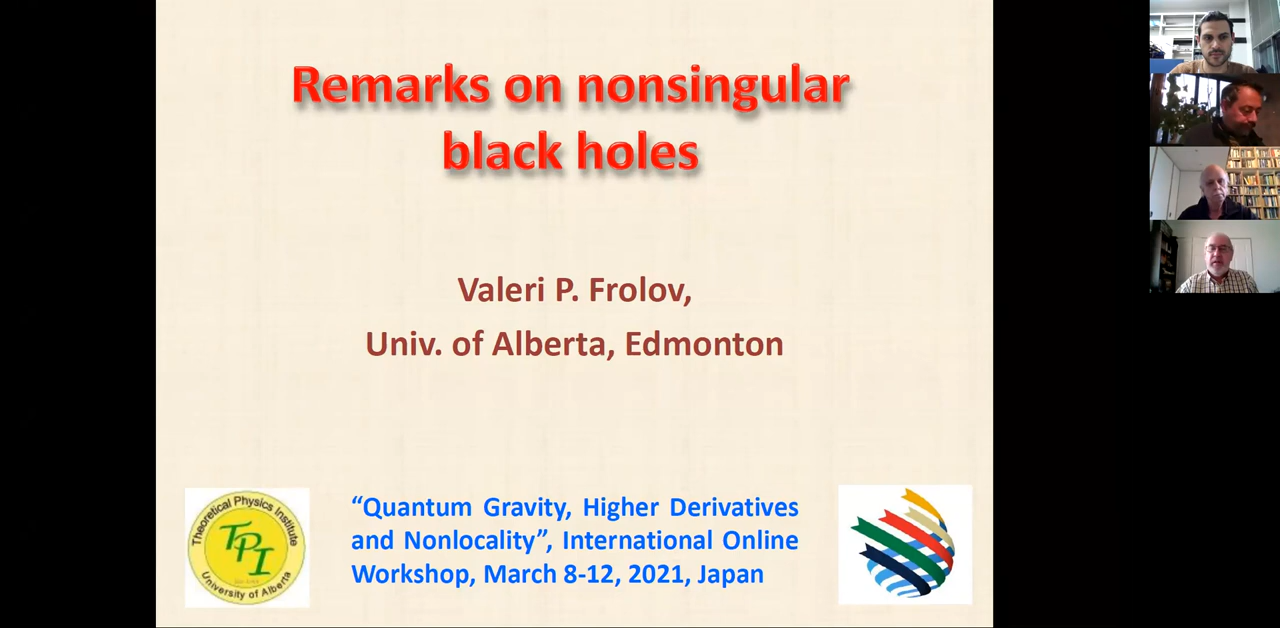 Remarks on nonsingular
black holes
Valeri P. Frolov,
Univ. of Alberta, Edmonton
“Quantum Gravity, Higher Derivatives
and Nonlocality”, International Online
Workshop, March 8-12, 2021, Japan
Theoretical Physics Institute
TPI
University of Alberta